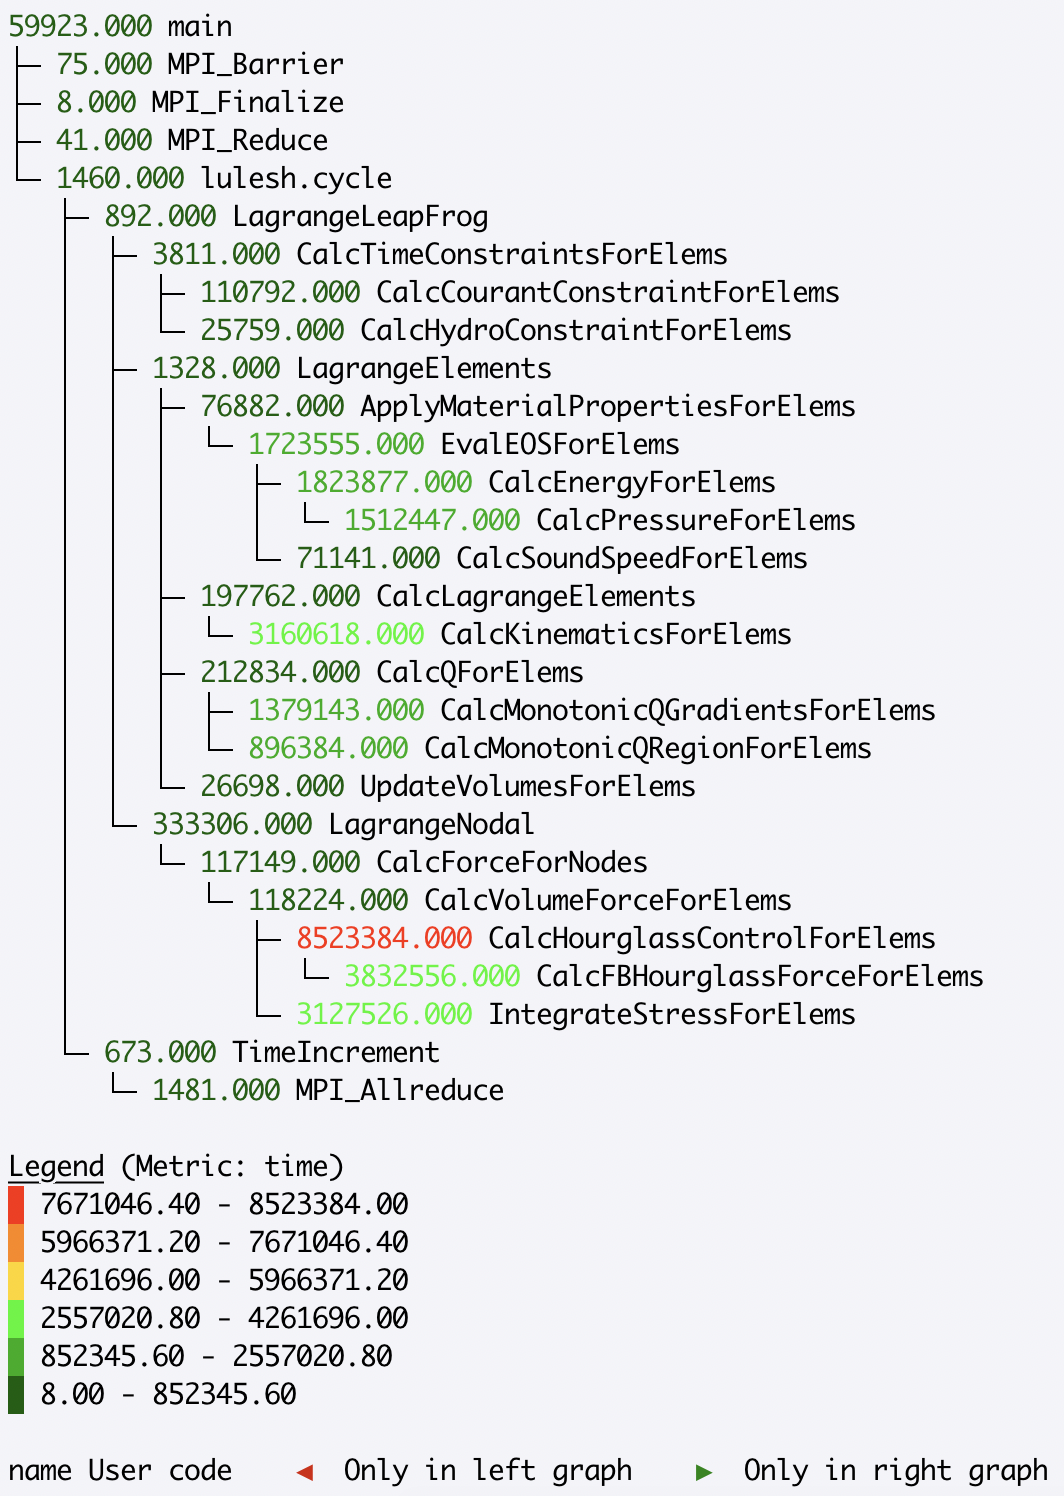 59923.000 main
75.000 MPI_Barrier
8.000 MPI_Finalize
41.000 MPI_Reduce
1460.000 lulesh.cycle
892.000 LagrangeLeapFrog
3811.000 CalcTimeConstraintsForElems
110792.000 CalcCourantConstraintForElems
25759.000 CalcHydroConstraintForElems
1328.000 LagrangeElements
76882.000 ApplyMaterialPropertiesForElems
1723555.000 EvalEOSForElems
1823877.000 CalcEnergyForElems
1512447.000 CalcPressureForElems
71141.000 CalcSoundSpeedForElems
197762.000 CalcLagrangeElements
3160618.000 CalcKinematicsForElems
212834.000 CalcQForElems
1379143.000 CalcMonotonicQGradientsForElems
896384.000 CalcMonotonicQRegionForElems
26698.000 UpdateVolumesForElems
333306.000 LagrangeNodal
117149.000 CalcForceForNodes
118224.000 CalcVolumeForceForElems
8523384.000 CalcHourglassControlForElems
3832556.000 CalcFBHourglassForceForElems
3127526.000 IntegrateStressForElems
673.000 TimeIncrement
1481.000 MPI_Allreduce
Legend (Metric: time)
7671046.40 - 8523384.00
5966371.20 - 7671046.40
4261696.00 - 5966371.20
2557020.80 - 4261696.00
852345.60 - 2557020.80
8.00 - 852345.60
name User code ◀ Only in left graph ▶ Only in right graph